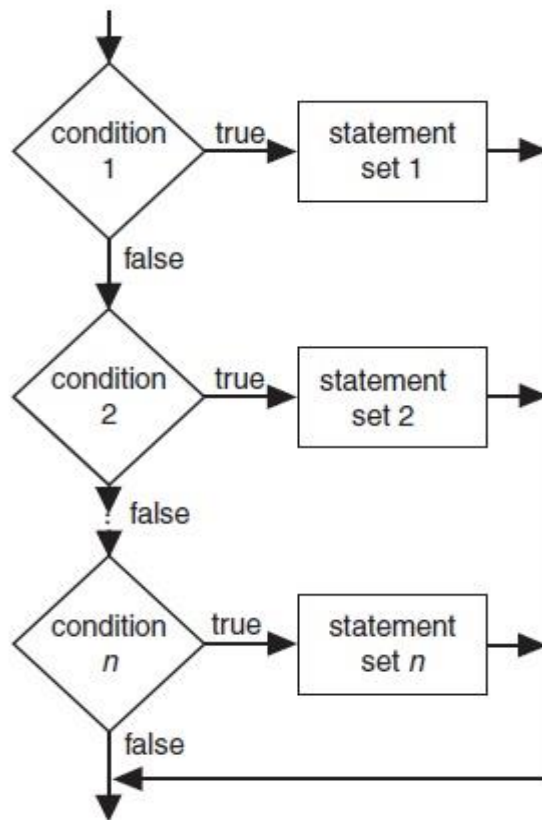 condition
1
true
statement
set 1
false
condition
2
true
statement
set 2
false
condition
n
true
statement
set n
false